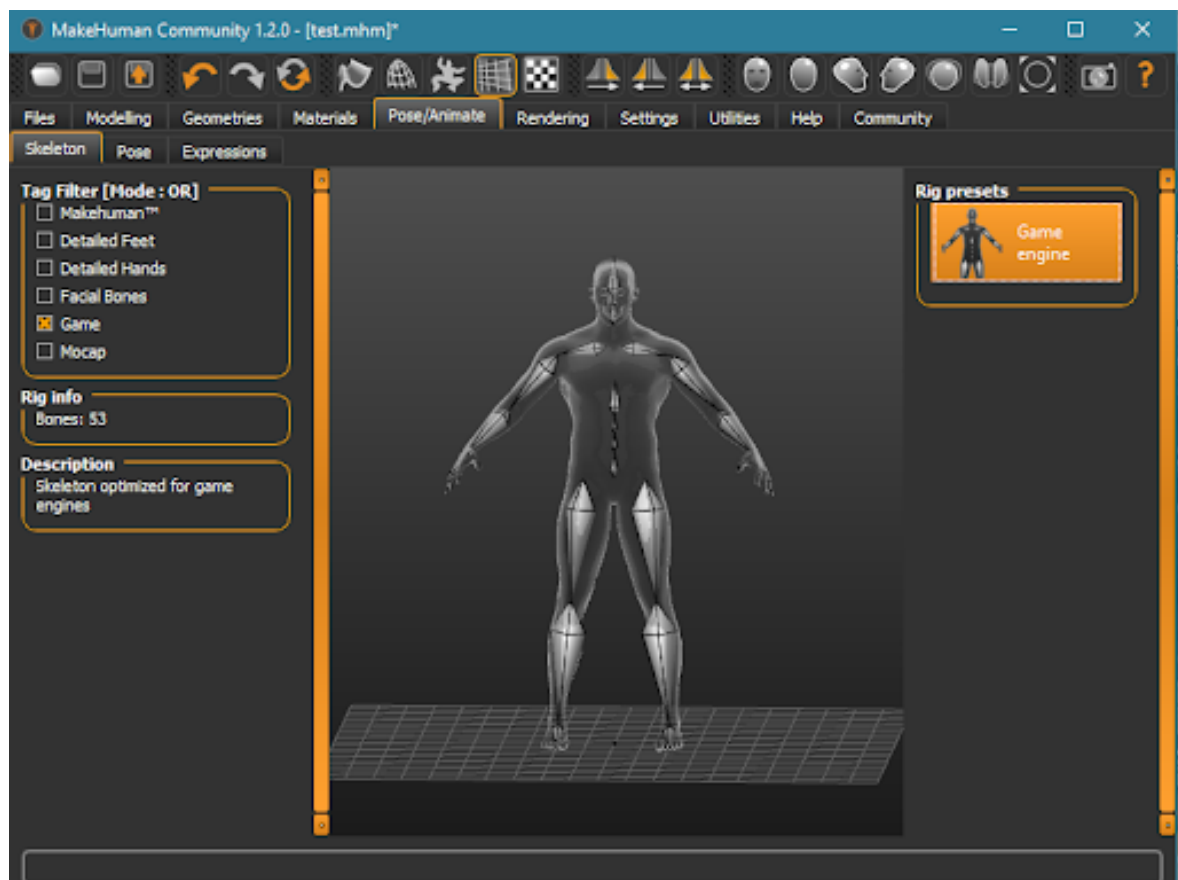 MakeHuman Community 1.2.0 - [test.mhm]*
Files Modelling Geometries Materials Pose/Animate Rendering Settings Utilities Help Community
Skeleton Pose Expressions
Tag Filter [Mode : OR]
Makehuman™
Detailed Feet
Detailed Hands
Facial Bones
Game
Mocap
Rig info
Bones: 53
Description
Skeleton optimized for game
engines
Rig presets
Game
engine